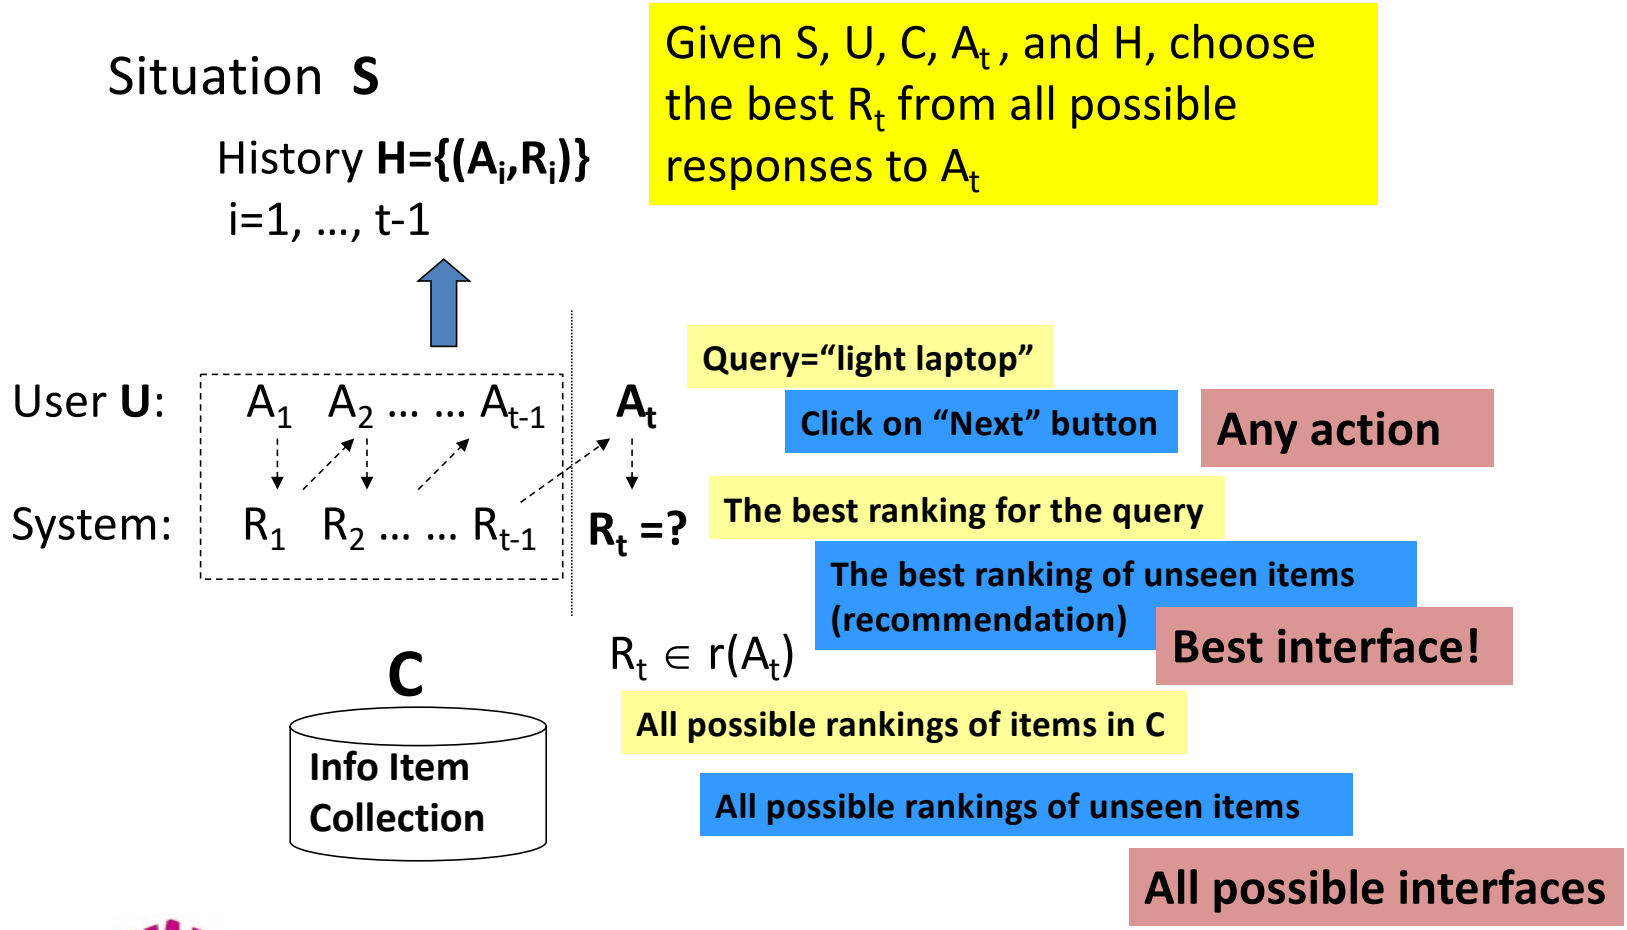 Situation S
Given S, U, C, Aₜ, and H, choose
the best Rₜ from all possible
responses to Aₜ
History H={(Aᵢ,Rᵢ)}
i=1, …, t-1
Query=“light laptop”
User U: A₁ A₂ … … Aₜ₋₁ Aₜ
Click on “Next” button
Any action
The best ranking for the query
System: R₁ R₂ … … Rₜ₋₁ Rₜ =?
The best ranking of unseen items
(recommendation)
Best interface!
Rₜ ∈ r(Aₜ)
C
All possible rankings of items in C
Info Item
Collection
All possible rankings of unseen items
All possible interfaces